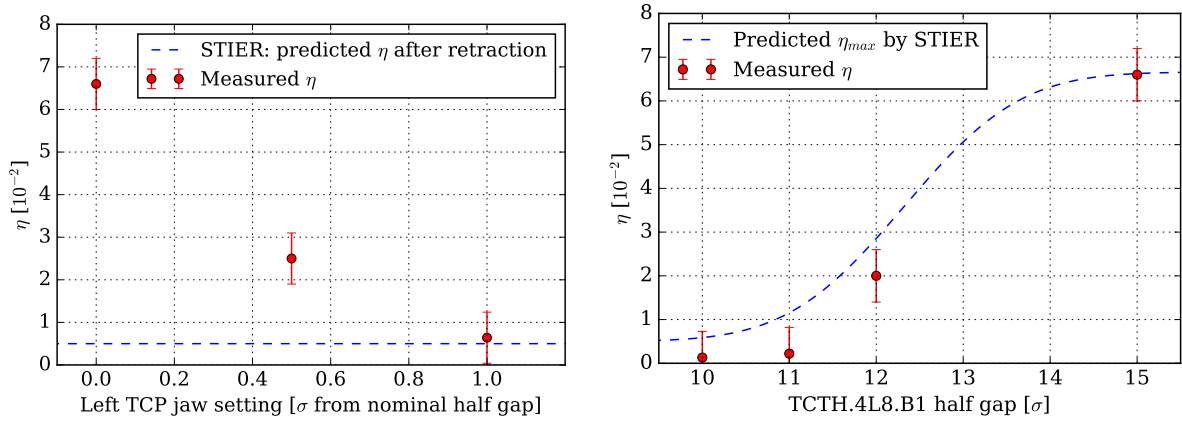 STIER: predicted η after retraction
Measured η
η [10⁻²]
8
7
6
5
4
3
2
1
0
0.0 0.2 0.4 0.6 0.8 1.0
Left TCP jaw setting [σ from nominal half gap]
Predicted ηmax by STIER
Measured η
η [10⁻²]
8
7
6
5
4
3
2
1
0
10 11 12 13 14 15
TCTH.4L8.B1 half gap [σ]